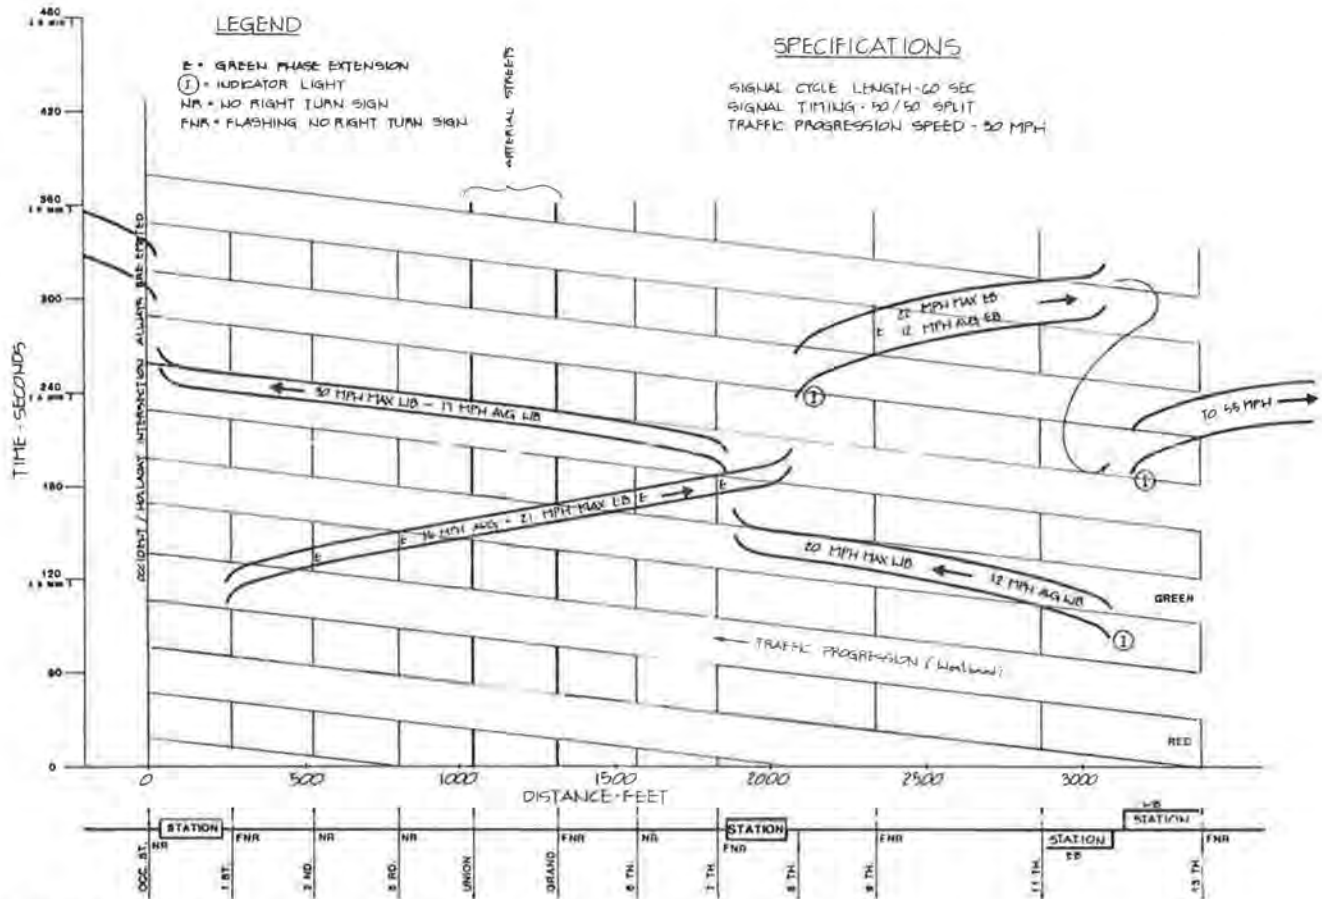 LEGEND
E = GREEN PHASE EXTENSION
Ⓘ = INDICATOR LIGHT
NR = NO RIGHT TURN SIGN
FNR = FLASHING NO RIGHT TURN SIGN
ARTERIAL STREETS
SPECIFICATIONS
SIGNAL CYCLE LENGTH - 60 SEC
SIGNAL TIMING - 50/50 SPLIT
TRAFFIC PROGRESSION SPEED - 30 MPH
TIME - SECONDS
480
420
360
300
240
180
120
60
0
INTERSECTION ALWAYS PRE EMPTED
22 MPH MAX EB
E 12 MPH AVG EB
Ⓘ
30 MPH MAX WB - 17 MPH AVG WB
TO 55 MPH
Ⓘ
E E 16 MPH AVG - 21 MPH MAX EB E E
20 MPH MAX WB
12 MPH AVG WB
Ⓘ
GREEN
TRAFFIC PROGRESSION (Westbound)
RED
0 500 1000 1500 2000 2500 3000
DISTANCE - FEET
STATION
STATION
WB
STATION
STATION
EB
NR FNR NR NR FNR NR FNR FNR FNR
OCC. ST.
1 ST.
2 ND.
3 RD.
UNION
GRAND
6 TH.
7 TH.
8 TH.
9 TH.
11 TH.
13 TH.